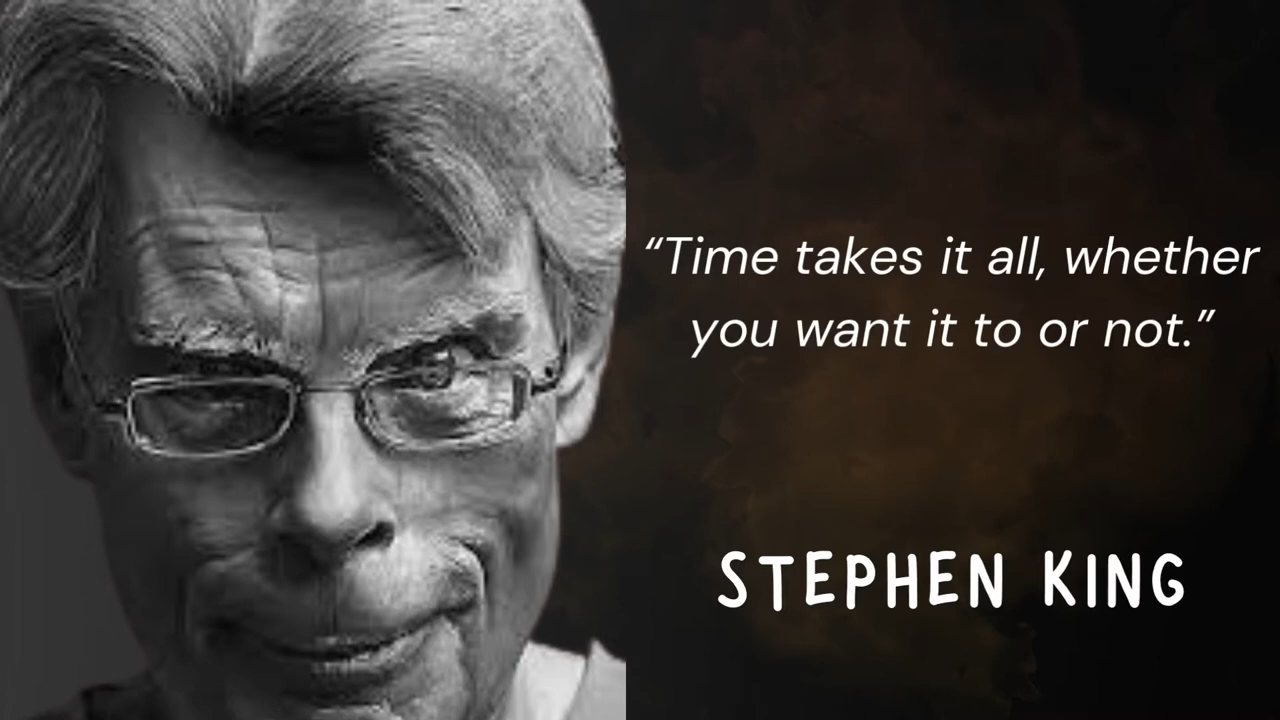 “Time takes it all, whether
you want it to or not.”
STEPHEN KING